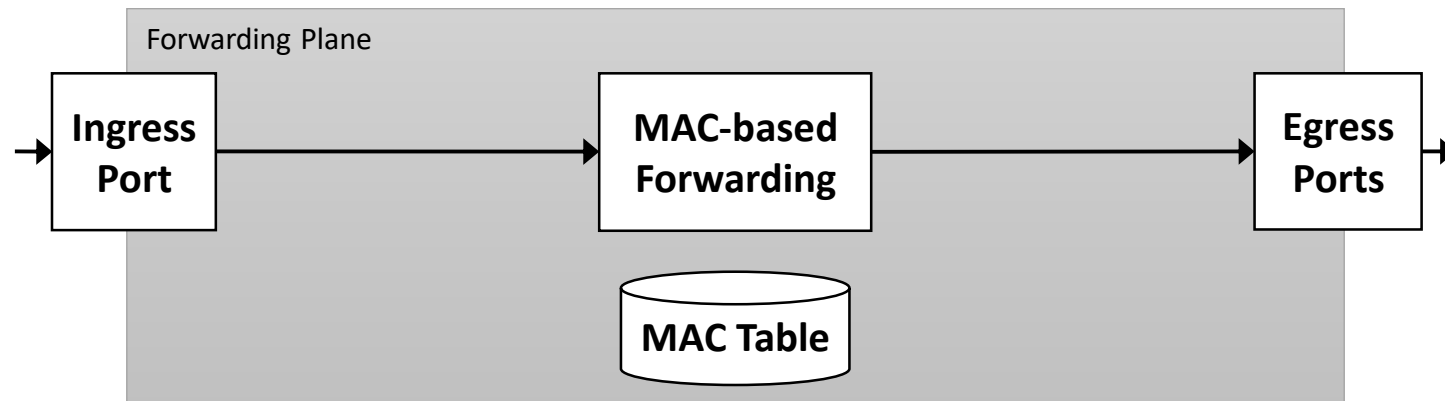 Forwarding Plane
Ingress
Port
MAC-based
Forwarding
Egress
Ports
MAC Table